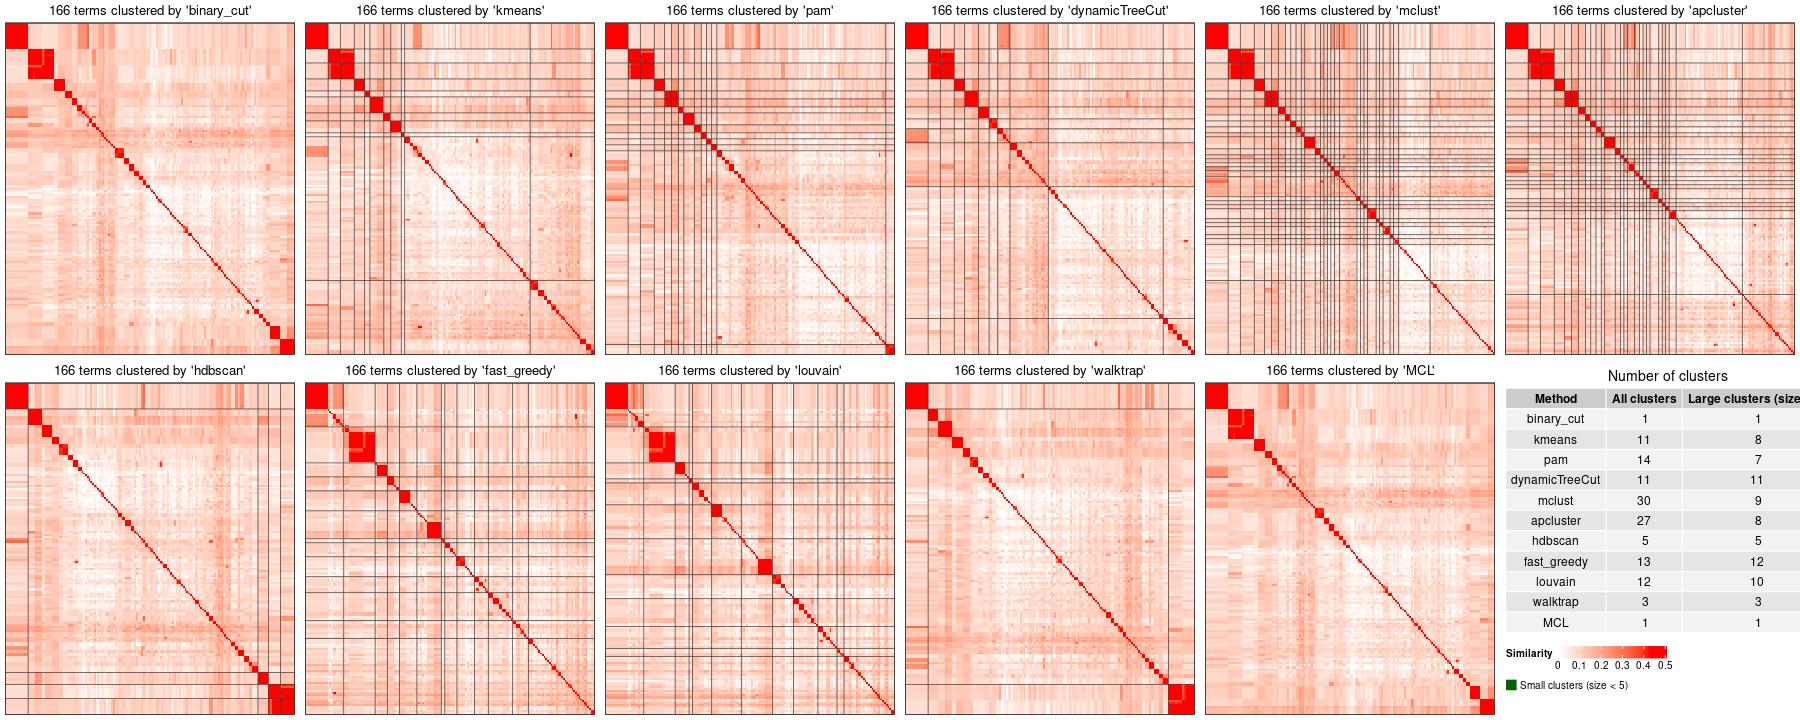 166 terms clustered by 'binary_cut'
166 terms clustered by 'kmeans'
166 terms clustered by 'pam'
166 terms clustered by 'dynamicTreeCut'
166 terms clustered by 'mclust'
166 terms clustered by 'apcluster'
166 terms clustered by 'hdbscan'
166 terms clustered by 'fast_greedy'
166 terms clustered by 'louvain'
166 terms clustered by 'walktrap'
166 terms clustered by 'MCL'
Number of clusters
Method All clusters Large clusters (size
binary_cut 1 1
kmeans 11 8
pam 14 7
dynamicTreeCut 11 11
mclust 30 9
apcluster 27 8
hdbscan 5 5
fast_greedy 13 12
louvain 12 10
walktrap 3 3
MCL 1 1
Similarity
0 0.1 0.2 0.3 0.4 0.5
Small clusters (size < 5)